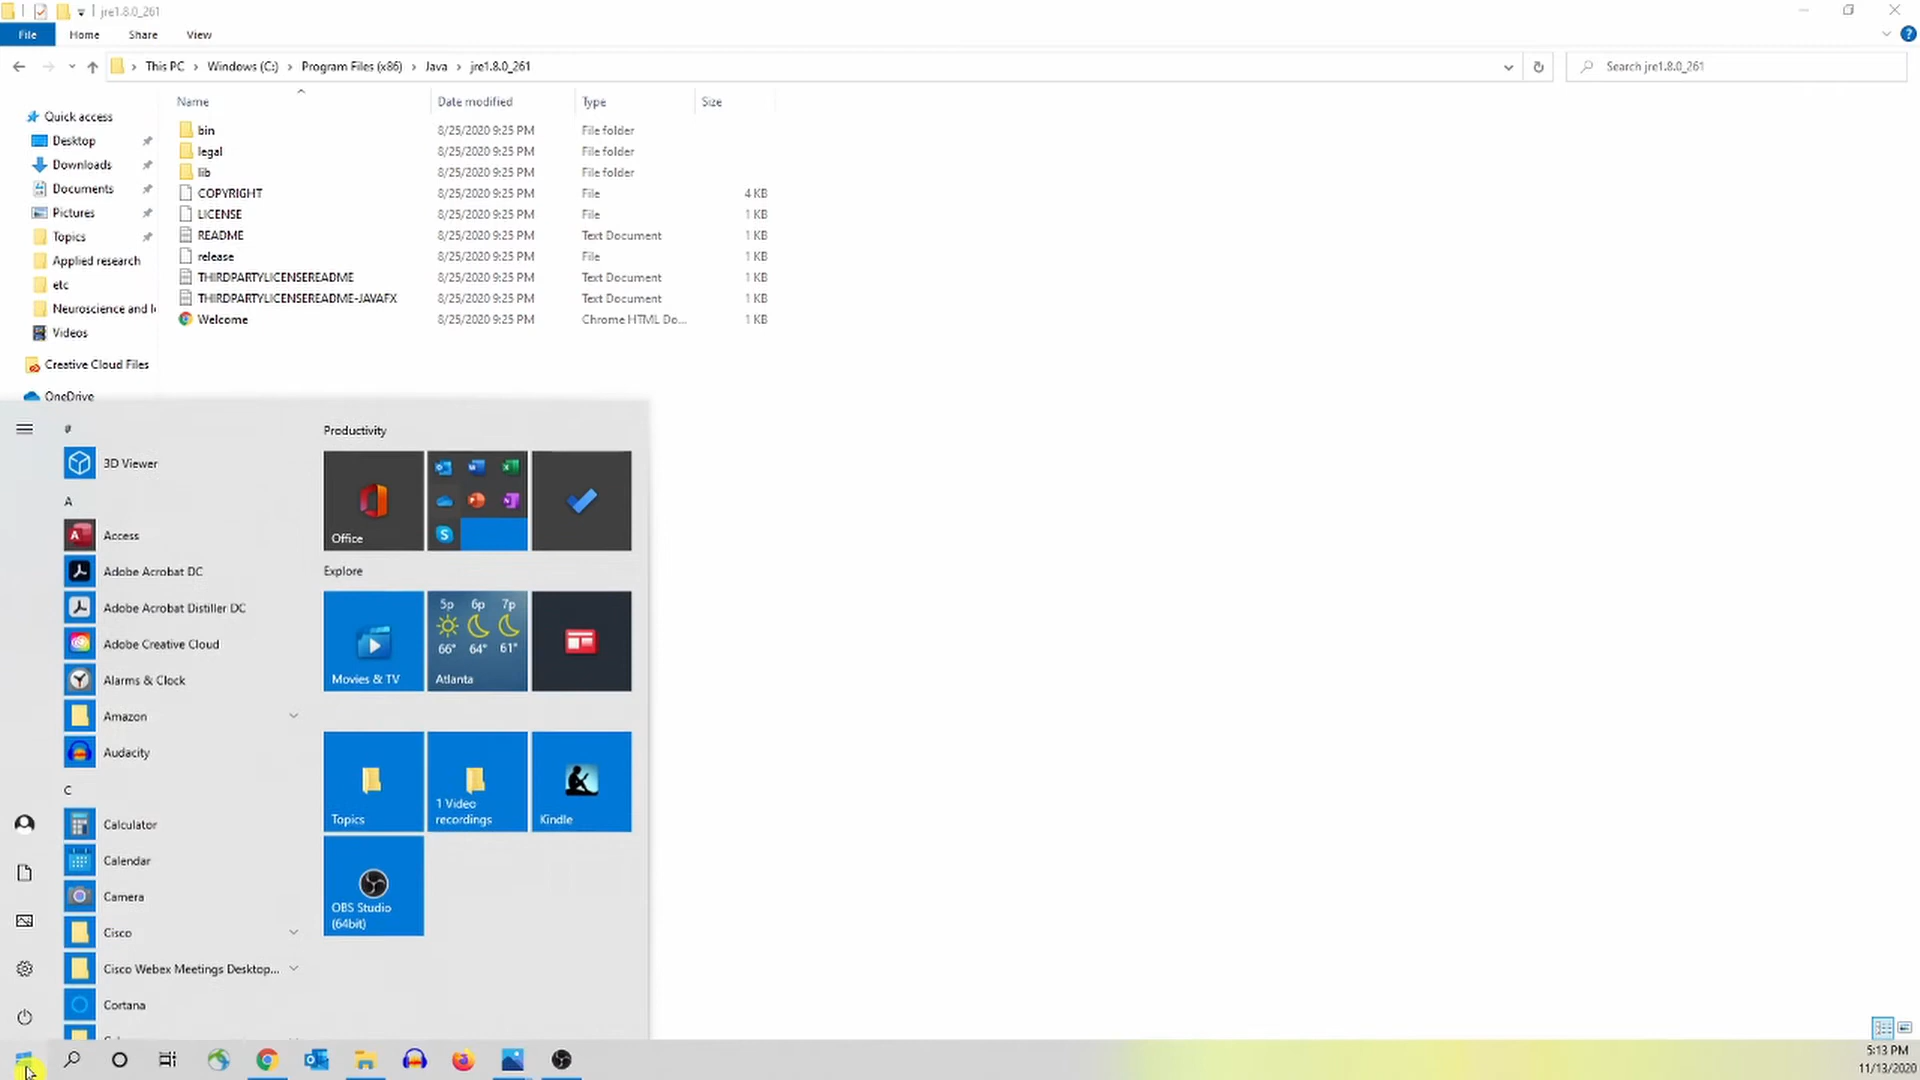 jre1.8.0_261
File Home Share View
This PC Windows (C:) Program Files (x86) Java jre1.8.0_261
Search jre1.8.0_261
Name Date modified Type Size
Quick access
Desktop
Downloads
Documents
Pictures
Topics
Applied research
etc
Videos
Creative Cloud Files
OneDrive
bin 8/25/2020 9:25 PM File folder
legal 8/25/2020 9:25 PM File folder
lib 8/25/2020 9:25 PM File folder
COPYRIGHT 8/25/2020 9:25 PM File 4 KB
LICENSE 8/25/2020 9:25 PM File 1 KB
README 8/25/2020 9:25 PM Text Document 1 KB
release 8/25/2020 9:25 PM File 1 KB
THIRDPARTYLICENSEREADME 8/25/2020 9:25 PM Text Document 1 KB
THIRDPARTYLICENSEREADME-JAVAFX 8/25/2020 9:25 PM Text Document 1 KB
Welcome 8/25/2020 9:25 PM Chrome HTML Do... 1 KB
Neuroscience and
#
3D Viewer
A
Access
Adobe Acrobat DC
Adobe Acrobat Distiller DC
Adobe Creative Cloud
Alarms & Clock
Amazon
Audacity
C
Calculator
Calendar
Camera
Cisco
Cisco Webex Meetings Desktop...
Cortana
Productivity
Office
Explore
Movies & TV
5p 6p 7p
66° 64° 61°
Atlanta
Topics
1 Video
recordings
Kindle
OBS Studio
(64bit)
5:13 PM
11/13/2020